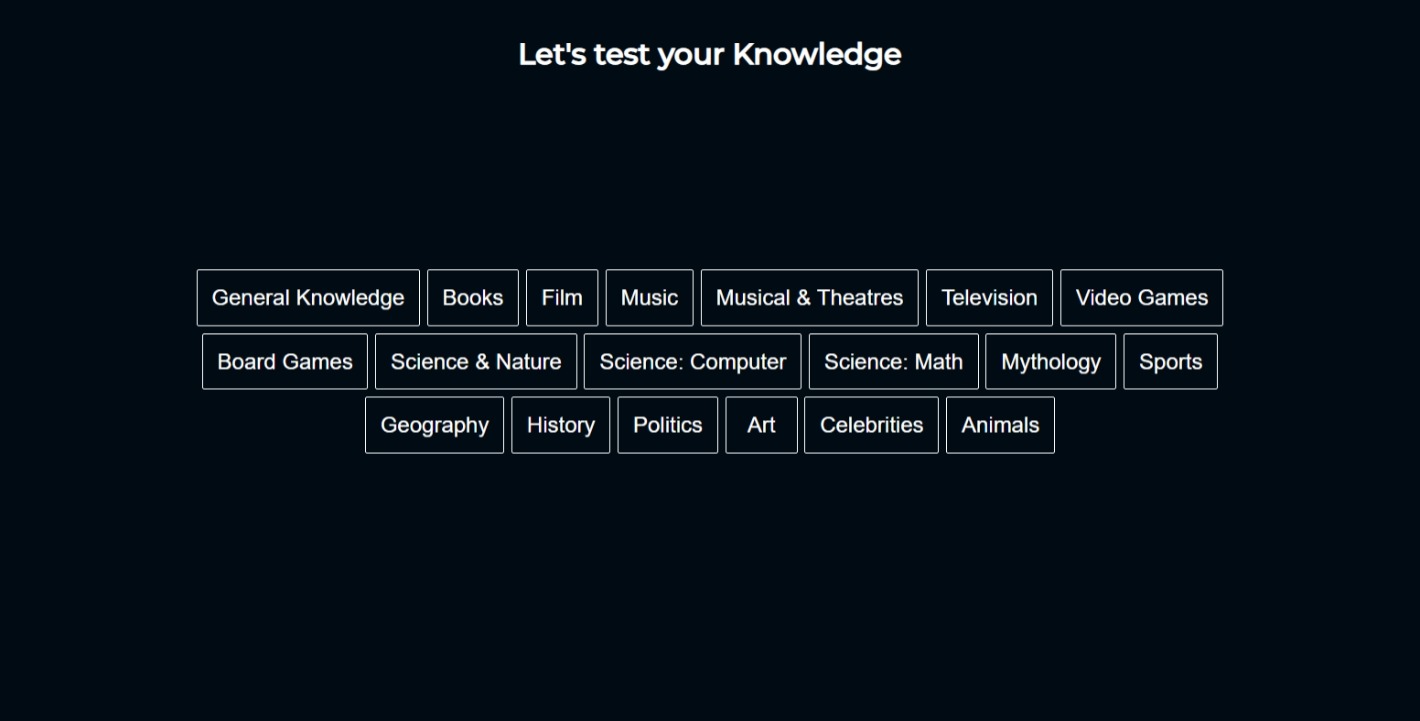 Let's test your Knowledge
General Knowledge Books Film Music Musical & Theatres Television Video Games
Board Games Science & Nature Science: Computer Science: Math Mythology Sports
Geography History Politics Art Celebrities Animals